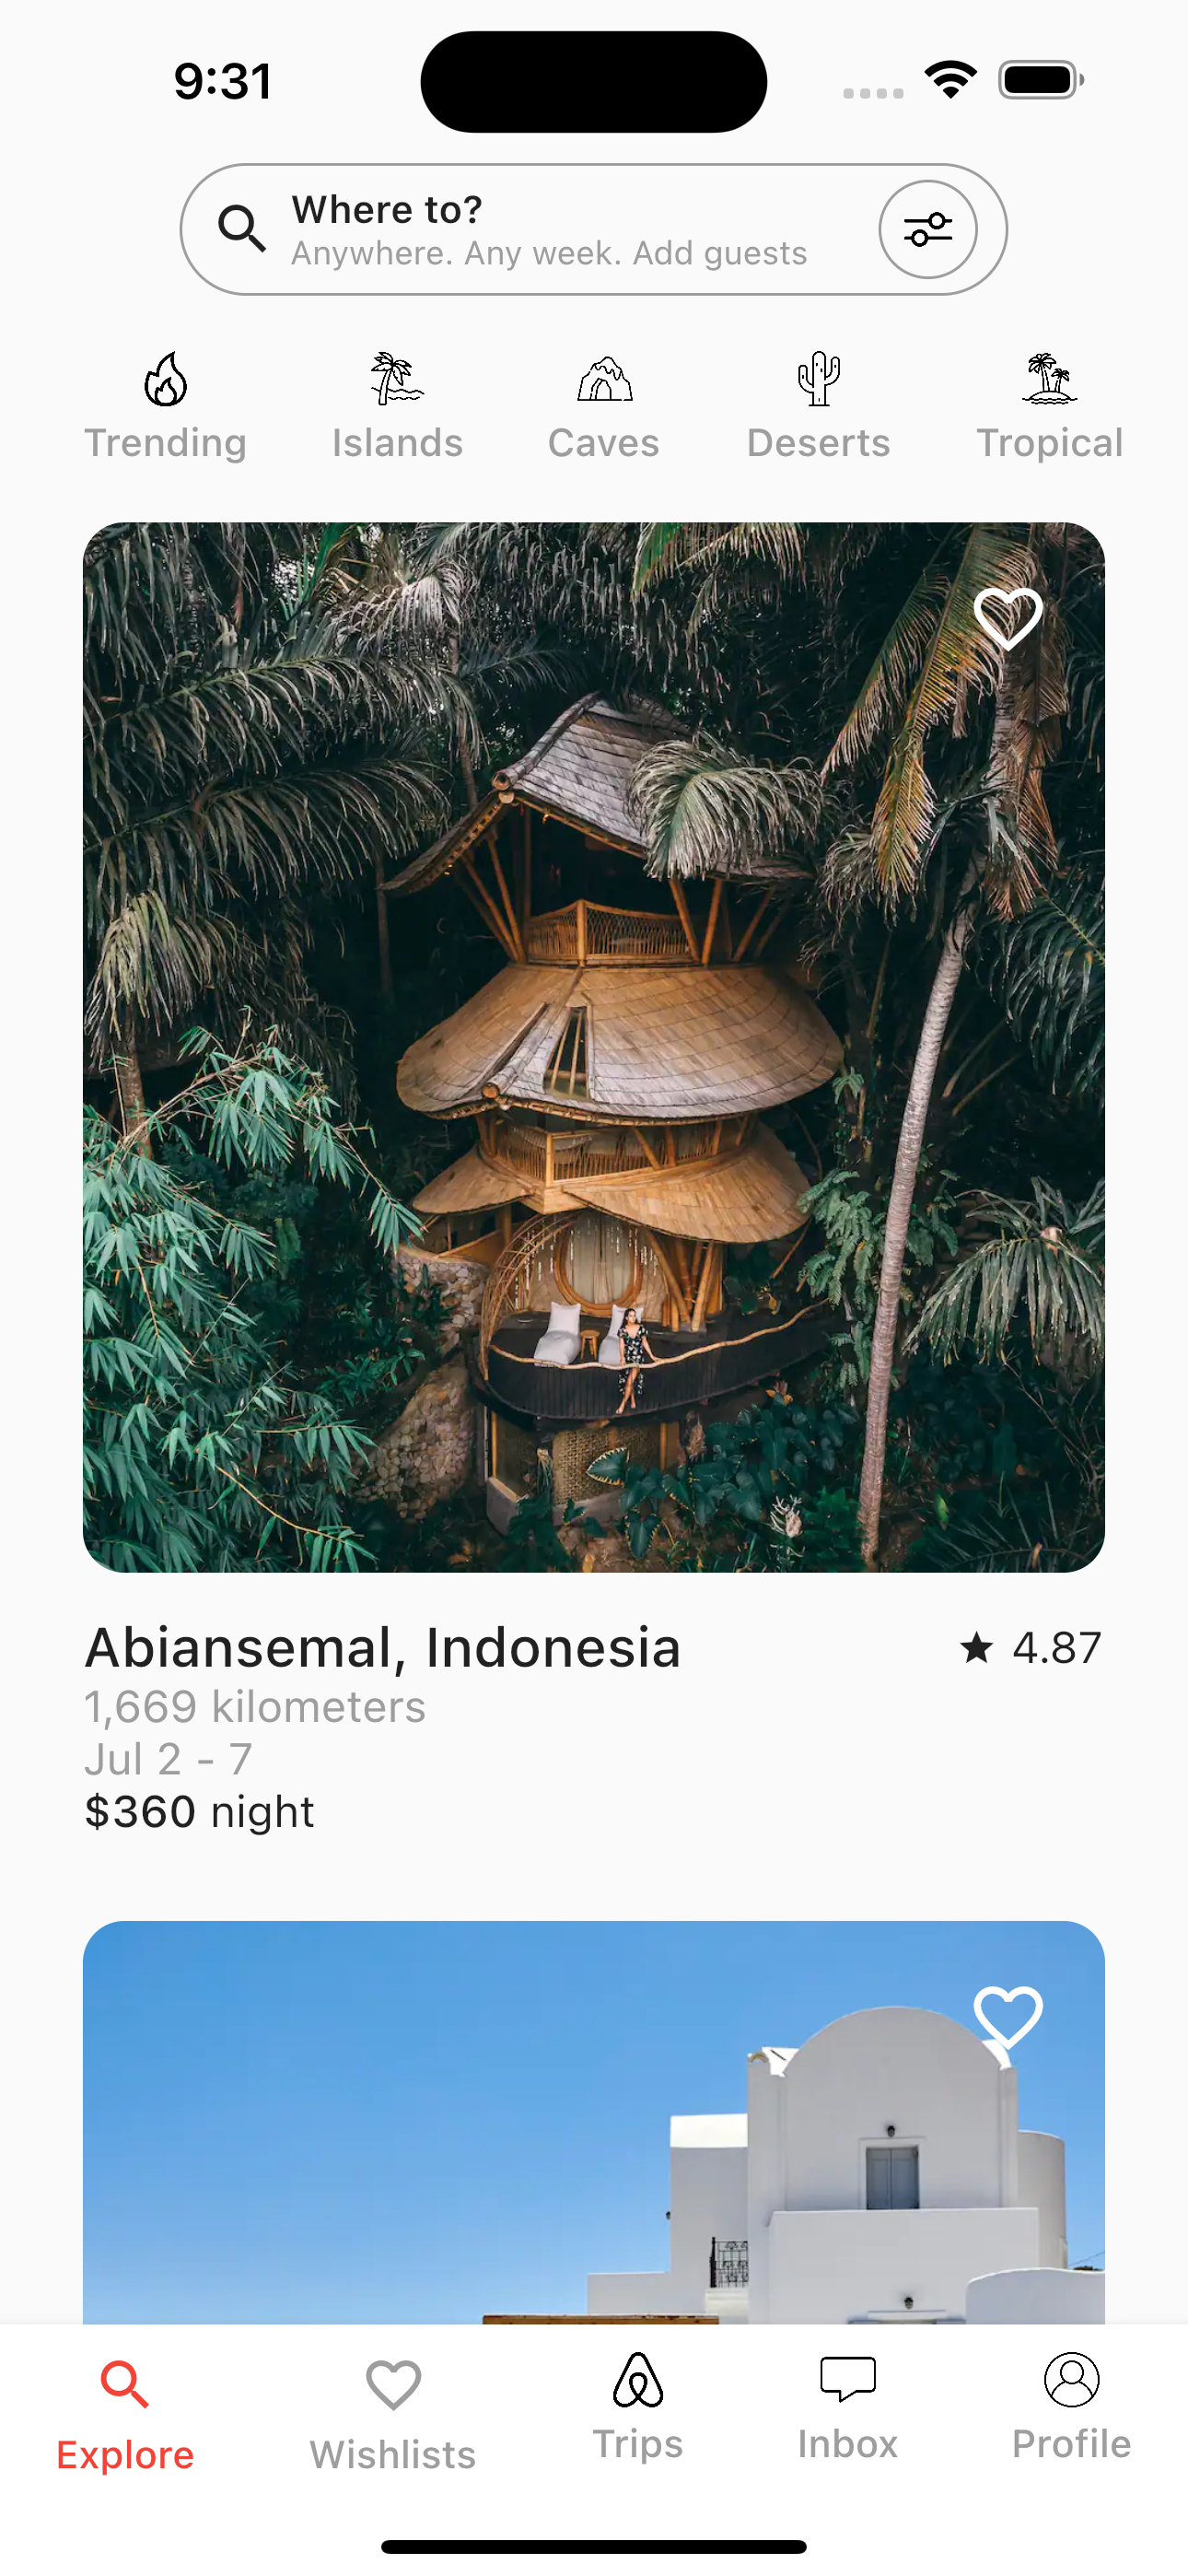 9:31
Where to?
Anywhere. Any week. Add guests
Trending
Islands
Caves
Deserts
Tropical
Abiansemal, Indonesia
4.87
1,669 kilometers
Jul 2 - 7
$360 night
Explore
Wishlists
Trips
Inbox
Profile